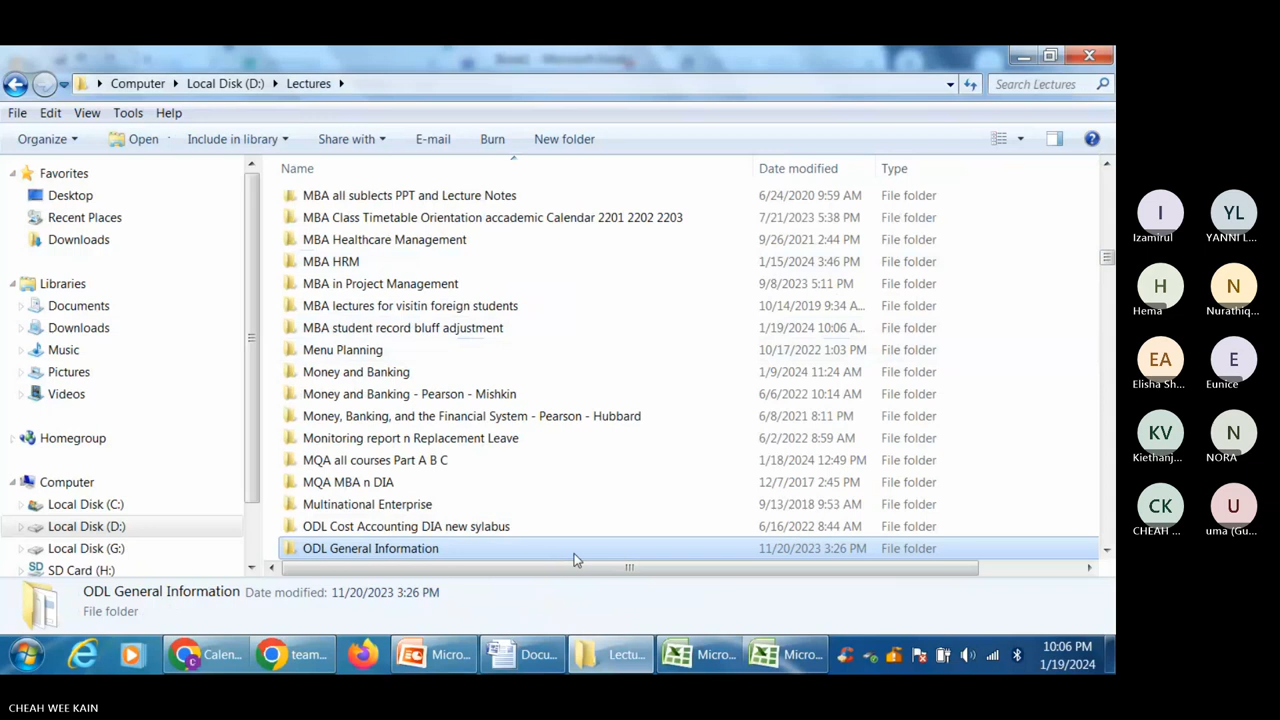 Computer Local Disk (D:) Lectures
Search Lectures
File Edit View Tools Help
Organize Open Include in library Share with E-mail Burn New folder
Name Date modified Type
Favorites
Desktop
Recent Places
Downloads
Libraries
Documents
Downloads
Music
Pictures
Videos
Homegroup
Computer
Local Disk (C:)
Local Disk (D:)
Local Disk (G:)
SD Card (H:)
MBA all sublects PPT and Lecture Notes 6/24/2020 9:59 AM File folder
MBA Class Timetable Orientation accademic Calendar 2201 2202 2203 7/21/2023 5:38 PM File folder
MBA Healthcare Management 9/26/2021 2:44 PM File folder
MBA HRM 1/15/2024 3:46 PM File folder
MBA in Project Management 9/8/2023 5:11 PM File folder
MBA lectures for visitin foreign students 10/14/2019 9:34 A... File folder
MBA student record bluff adjustment 1/19/2024 10:06 A... File folder
Menu Planning 10/17/2022 1:03 PM File folder
Money and Banking 1/9/2024 11:24 AM File folder
Money and Banking - Pearson - Mishkin 6/6/2022 10:14 AM File folder
Money, Banking, and the Financial System - Pearson - Hubbard 6/8/2021 8:11 PM File folder
Monitoring report n Replacement Leave 6/2/2022 8:59 AM File folder
MQA all courses Part A B C 1/18/2024 12:49 PM File folder
MQA MBA n DIA 12/7/2017 2:45 PM File folder
Multinational Enterprise 9/13/2018 9:53 AM File folder
ODL Cost Accounting DIA new sylabus 6/16/2022 8:44 AM File folder
ODL General Information 11/20/2023 3:26 PM File folder
ODL General Information Date modified: 11/20/2023 3:26 PM
File folder
Calen... team... Micro... Docu... Lectu... Micro... Micro...
10:06 PM
1/19/2024
I YL
Izamirul YANNI L...
H N
Hema Nurathiq...
EA E
Elisha Sh... Eunice
KV N
Kiethanj... NORA
CK U
CHEAH ... uma (Gu...
CHEAH WEE KAIN